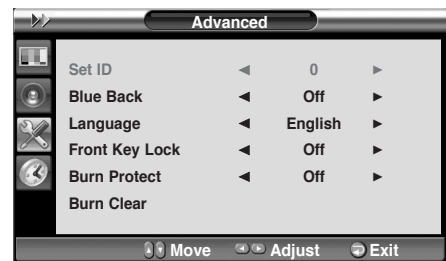 Advanced
Set ID ◄ 0 ►
Blue Back ◄ Off ►
Language ◄ English ►
Front Key Lock ◄ Off ►
Burn Protect ◄ Off ►
Burn Clear
Move Adjust Exit